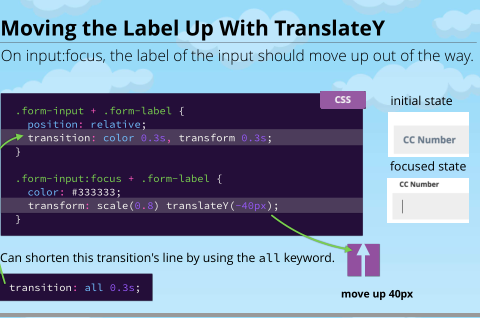 Moving the Label Up With TranslateY
On input:focus, the label of the input should move up out of the way.
CSS
.form-input + .form-label {
position: relative;
transition: color 0.3s, transform 0.3s;
}
.form-input:focus + .form-label {
color: #333333;
transform: scale(0.8) translateY(-40px);
}
initial state
CC Number
focused state
CC Number
Can shorten this transition's line by using the all keyword.
transition: all 0.3s;
move up 40px